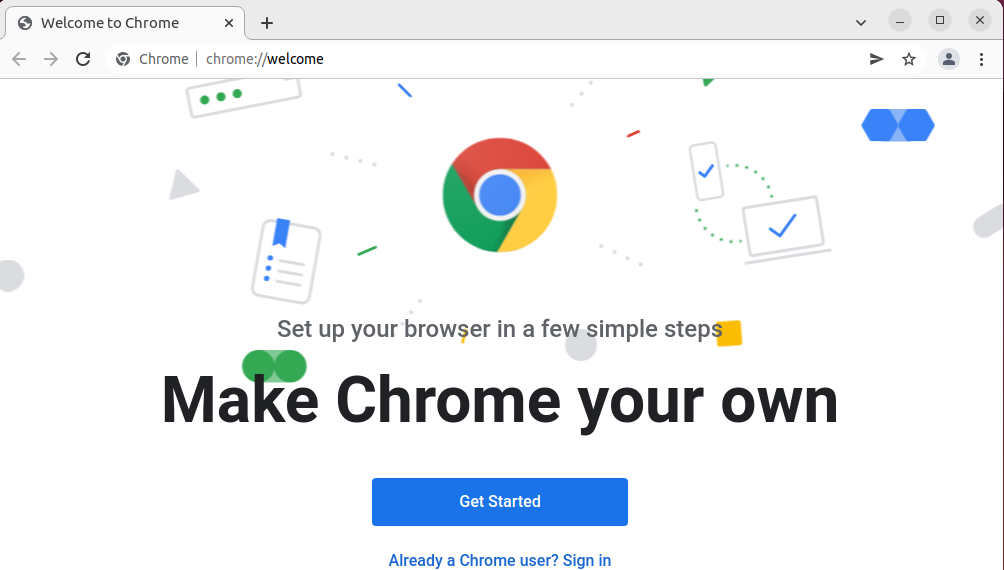 Welcome to Chrome
Chrome | chrome://welcome
Set up your browser in a few simple steps
Make Chrome your own
Get Started
Already a Chrome user? Sign in